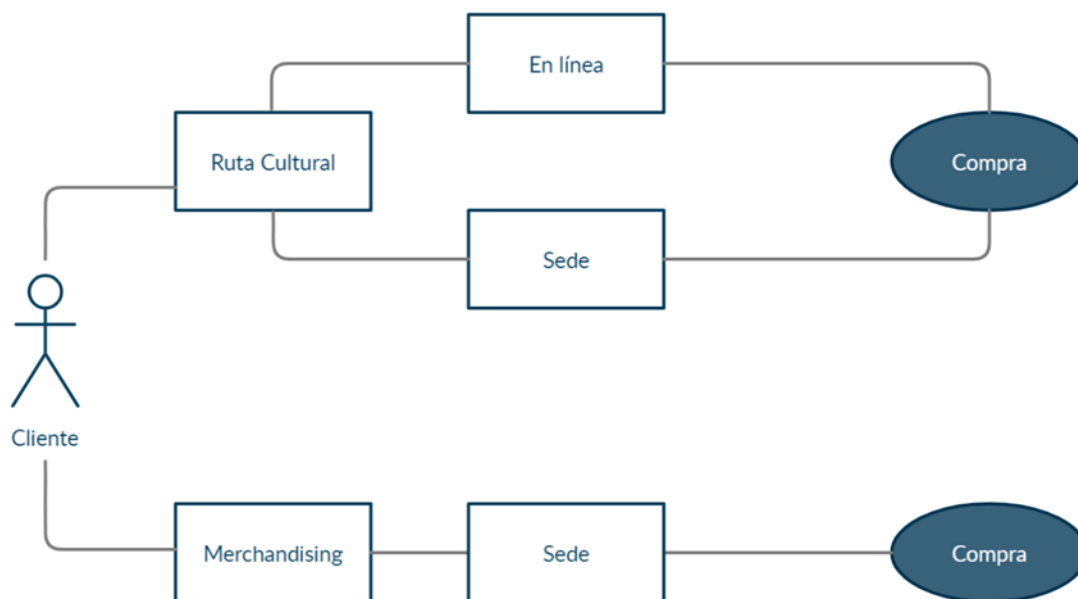 En línea
Ruta Cultural
Compra
Sede
Cliente
Merchandising
Sede
Compra